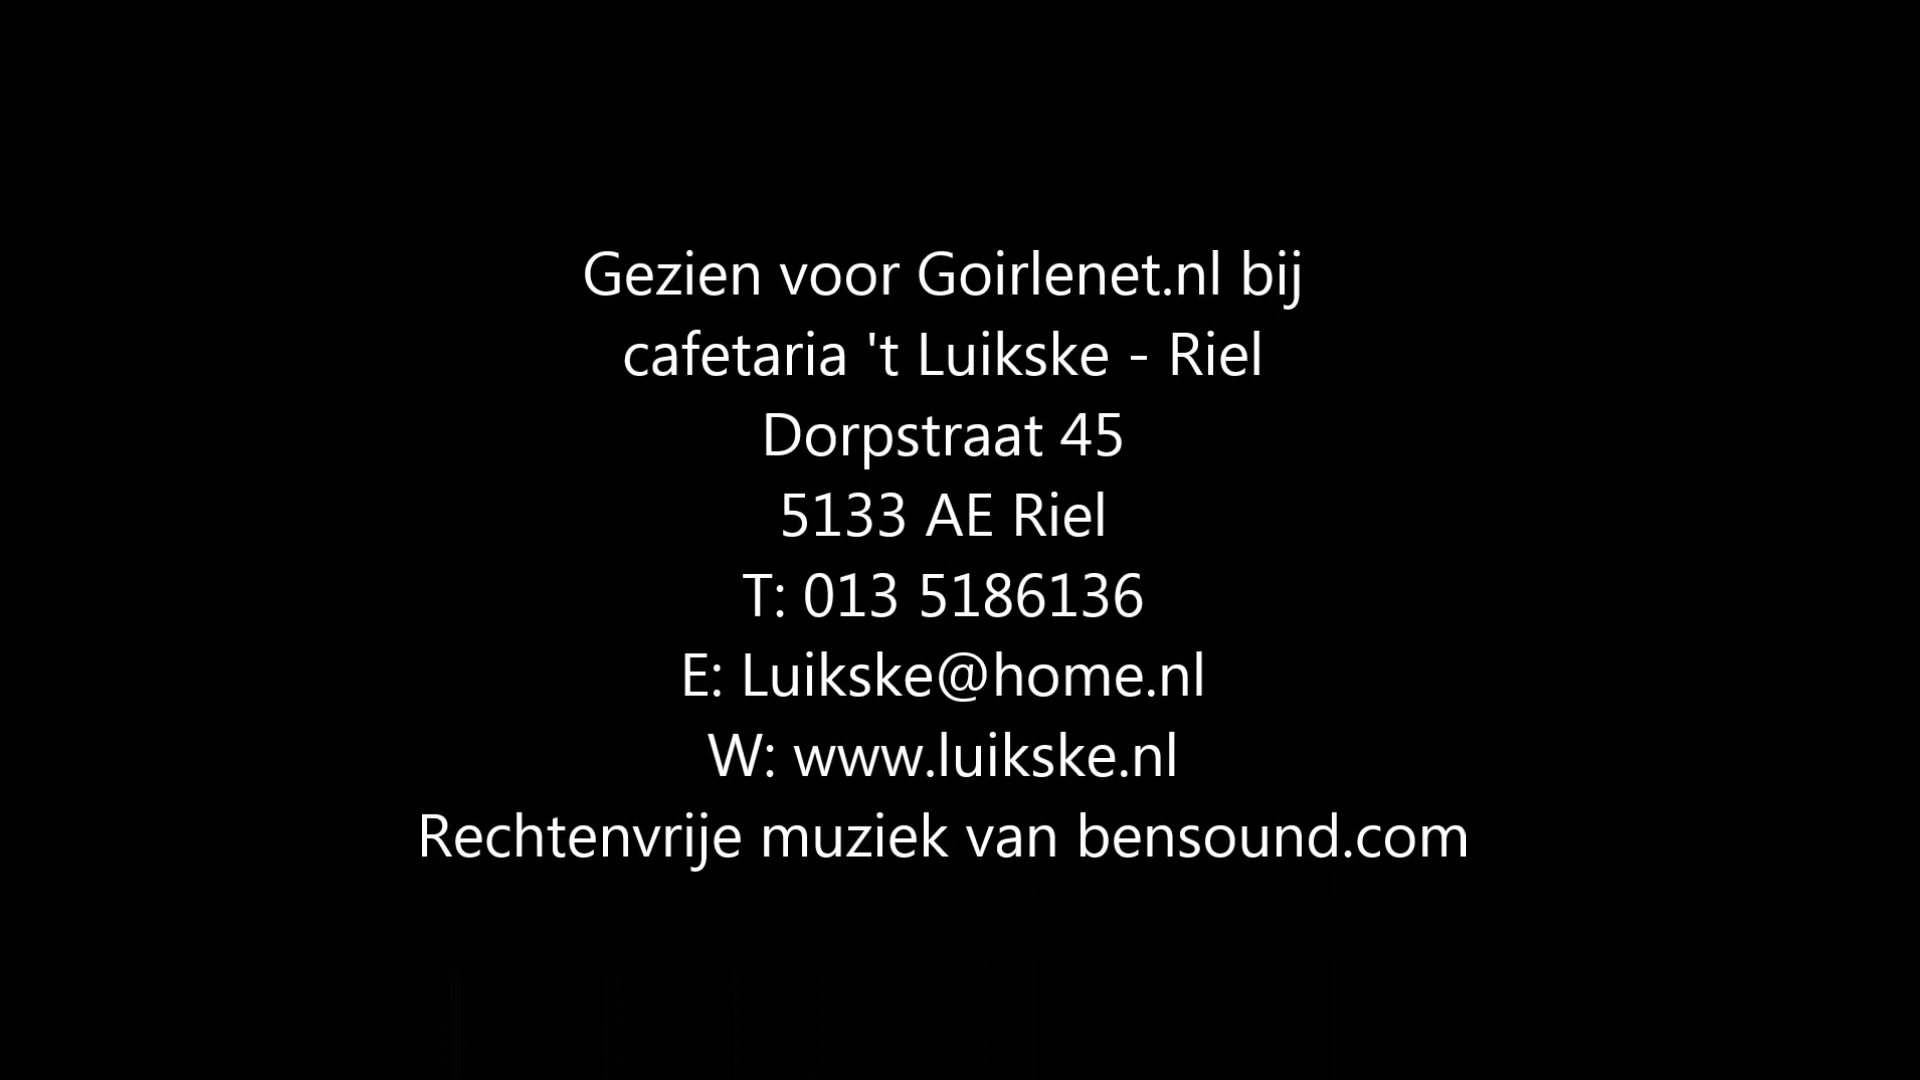 Gezien voor Goirlenet.nl bij
cafetaria 't Luikske - Riel
Dorpstraat 45
5133 AE Riel
T: 013 5186136
E: Luikske@home.nl
W: www.luikske.nl
Rechtenvrije muziek van bensound.com